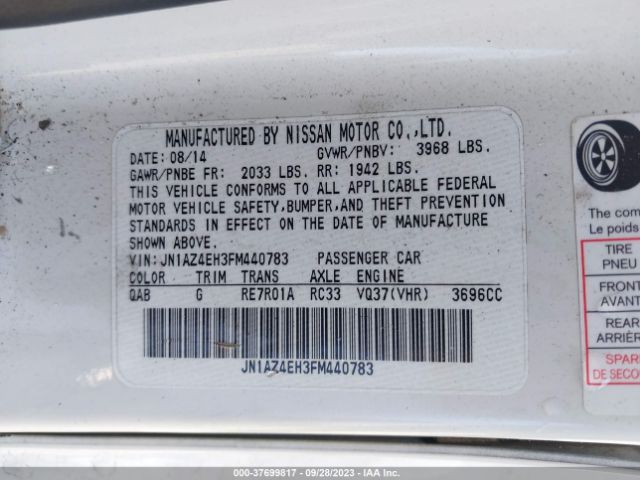 MANUFACTURED BY NISSAN MOTOR CO.,LTD.
DATE: 08/14 GVWR/PNBV: 3968 LBS.
GAWR/PNBE FR: 2033 LBS. RR: 1942 LBS.
THIS VEHICLE CONFORMS TO ALL APPLICABLE FEDERAL
MOTOR VEHICLE SAFETY,BUMPER,AND THEFT PREVENTION
STANDARDS IN EFFECT ON THE DATE OF MANUFACTURE
SHOWN ABOVE.
VIN:JN1AZ4EH3FM440783 PASSENGER CAR
COLOR TRIM TRANS AXLE ENGINE
QAB G RE7R01A RC33 VQ37(VHR) 3696CC
JN1AZ4EH3FM440783
The com
Le poids
TIRE
PNEU
FRONT
AVANT
REAR
ARRIÈR
SPAR
DE SECO
000-37699817 - 09/28/2023 - IAA Inc.